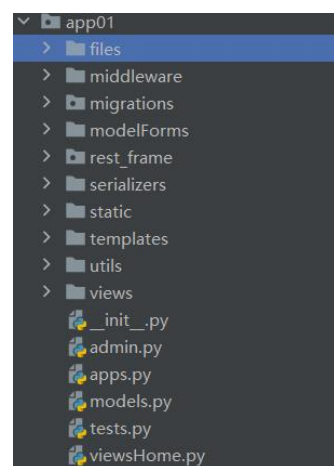 app01
files
middleware
migrations
modelForms
rest_frame
serializers
static
templates
utils
views
__init__.py
admin.py
apps.py
models.py
tests.py
viewsHome.py